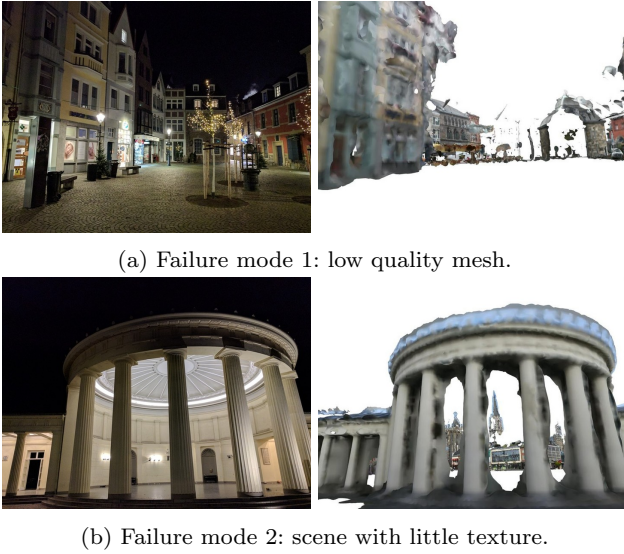 (a) Failure mode 1: low quality mesh.
(b) Failure mode 2: scene with little texture.